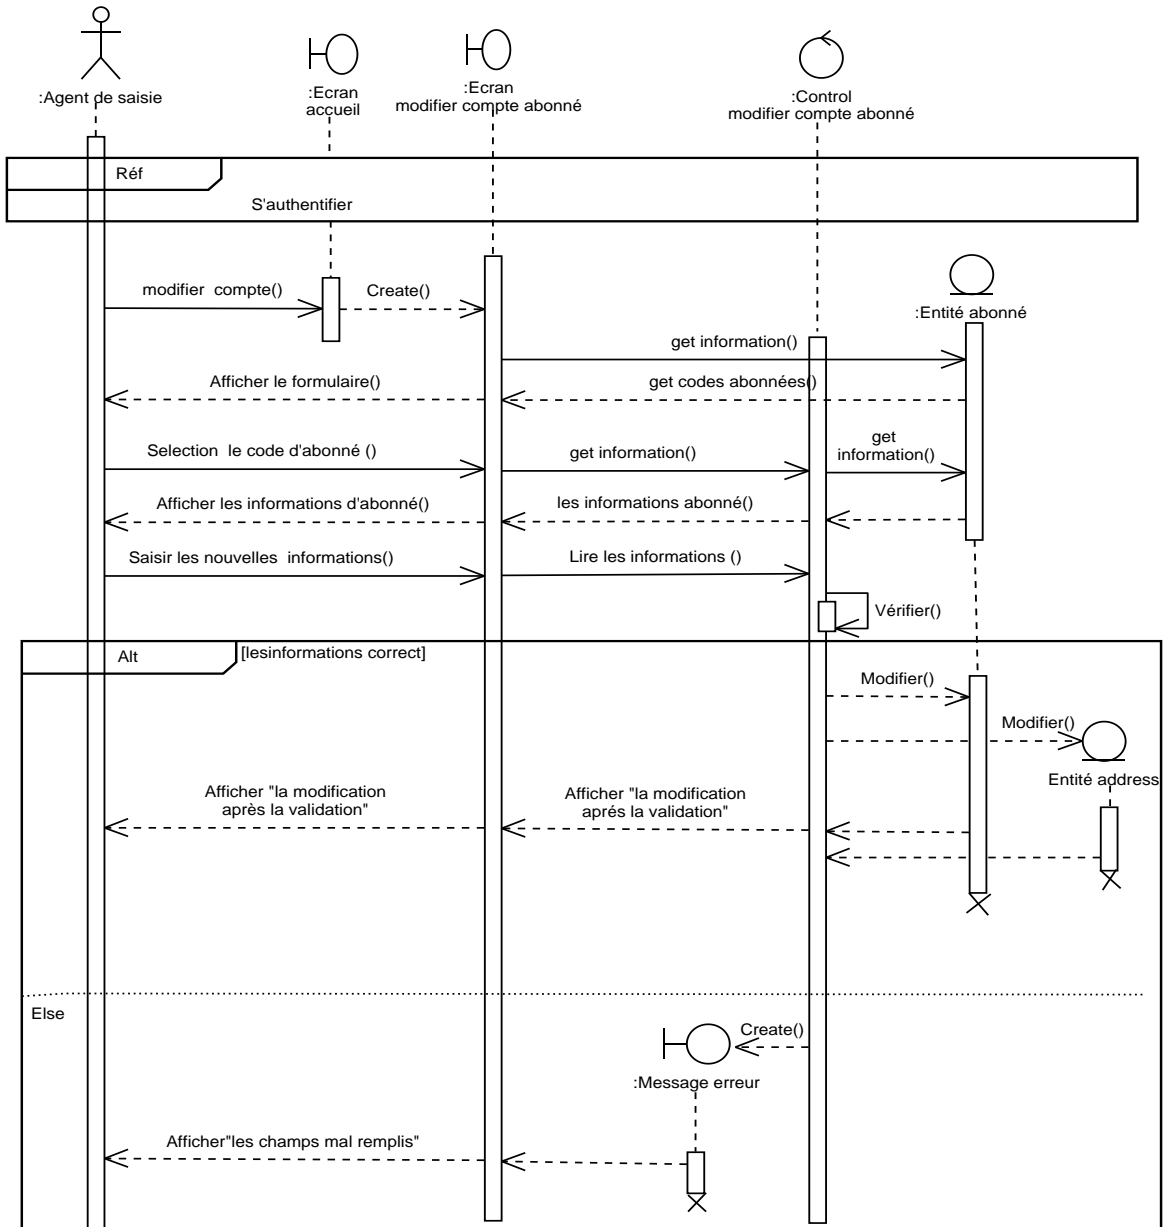 :Agent de saisie
:Ecran
accueil
:Ecran
modifier compte abonné
:Control
modifier compte abonné
Réf
S'authentifier
modifier compte()
Create()
:Entité abonné
get information()
Afficher le formulaire()
get codes abonnées()
Selection le code d'abonné ()
get information()
get
information()
Afficher les informations d'abonné()
les informations abonné()
Saisir les nouvelles informations()
Lire les informations ()
Vérifier()
Alt
[lesinformations correct]
Modifier()
Modifier()
Entité address
Afficher "la modification
après la validation"
Afficher "la modification
aprés la validation"
Else
Create()
:Message erreur
Afficher"les champs mal remplis"